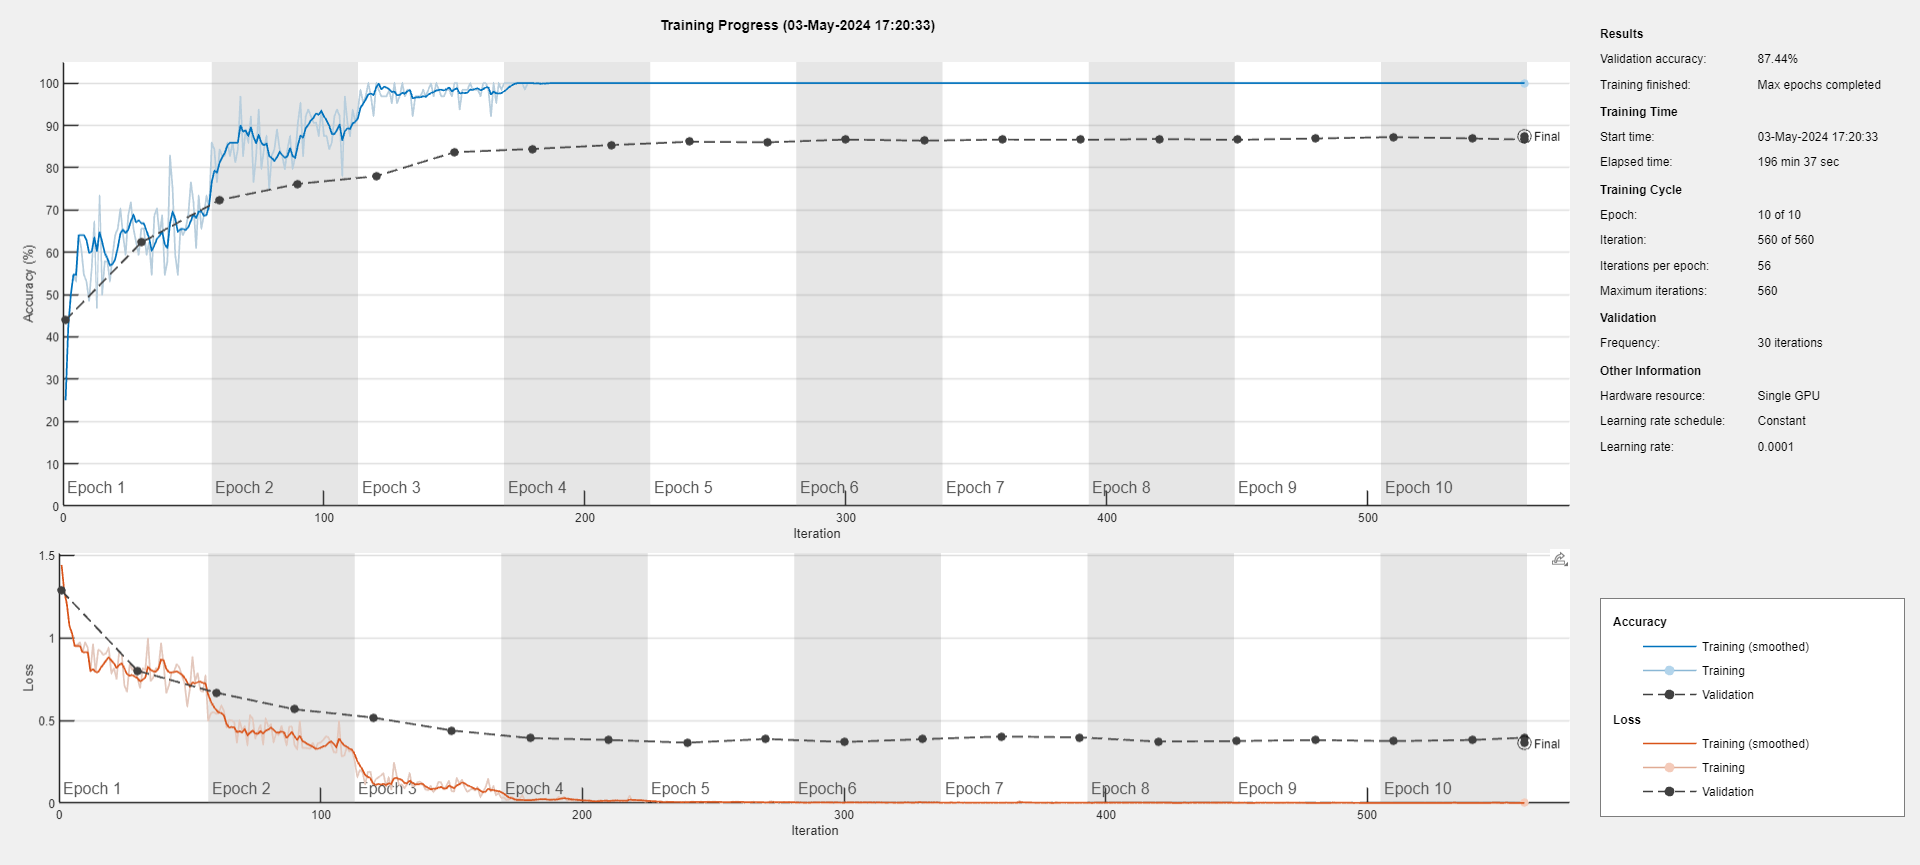 Training Progress (03-May-2024 17:20:33)
100
90
80
70
60
50
40
30
20
10
0
Accuracy (%)
Epoch 1 Epoch 2 Epoch 3 Epoch 4 Epoch 5 Epoch 6 Epoch 7 Epoch 8 Epoch 9 Epoch 10
Final
0 100 200 300 400 500
Iteration
1.5
1
0.5
0
Loss
Epoch 1 Epoch 2 Epoch 3 Epoch 4 Epoch 5 Epoch 6 Epoch 7 Epoch 8 Epoch 9 Epoch 10
Final
0 100 200 300 400 500
Iteration
Results
Validation accuracy: 87.44%
Training finished: Max epochs completed
Training Time
Start time: 03-May-2024 17:20:33
Elapsed time: 196 min 37 sec
Training Cycle
Epoch: 10 of 10
Iteration: 560 of 560
Iterations per epoch: 56
Maximum iterations: 560
Validation
Frequency: 30 iterations
Other Information
Hardware resource: Single GPU
Learning rate schedule: Constant
Learning rate: 0.0001
Accuracy
Training (smoothed)
Training
Validation
Loss
Training (smoothed)
Training
Validation